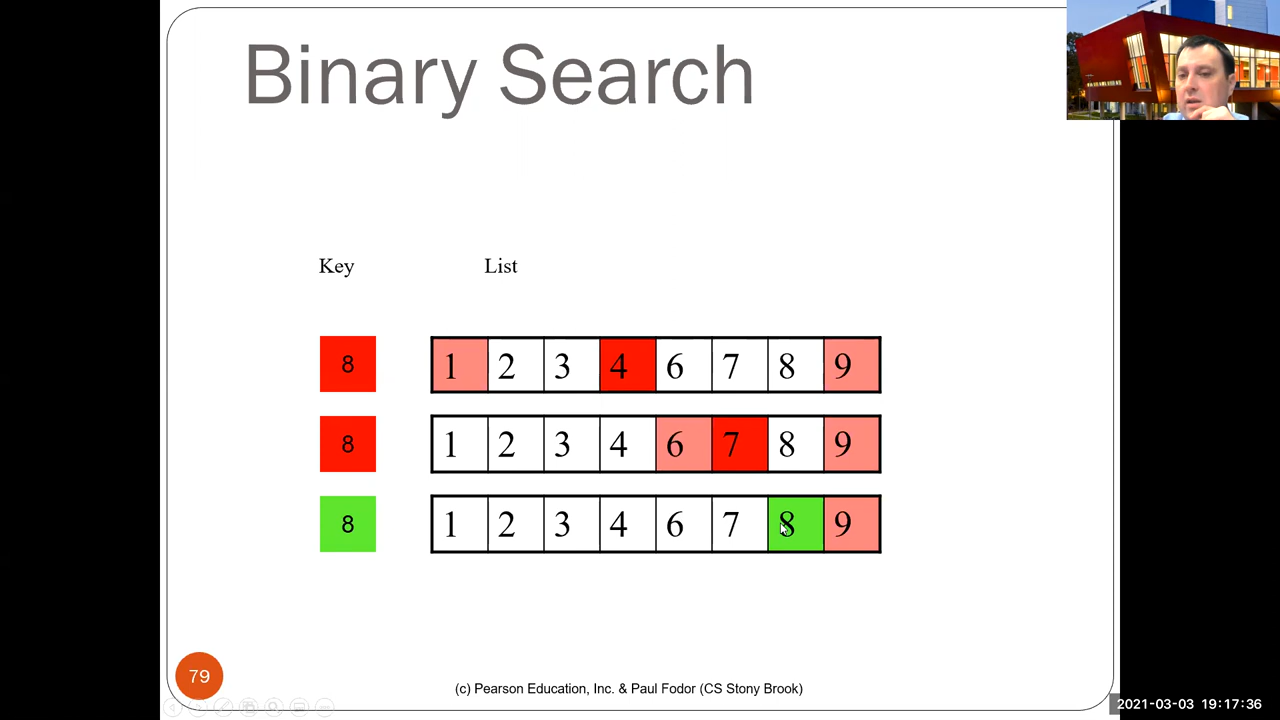 Binary Search
Key List
8 1 2 3 4 6 7 8 9
8 1 2 3 4 6 7 8 9
8 1 2 3 4 6 7 8 9
79
(c) Pearson Education, Inc. & Paul Fodor (CS Stony Brook)
2021-03-03 19:17:36